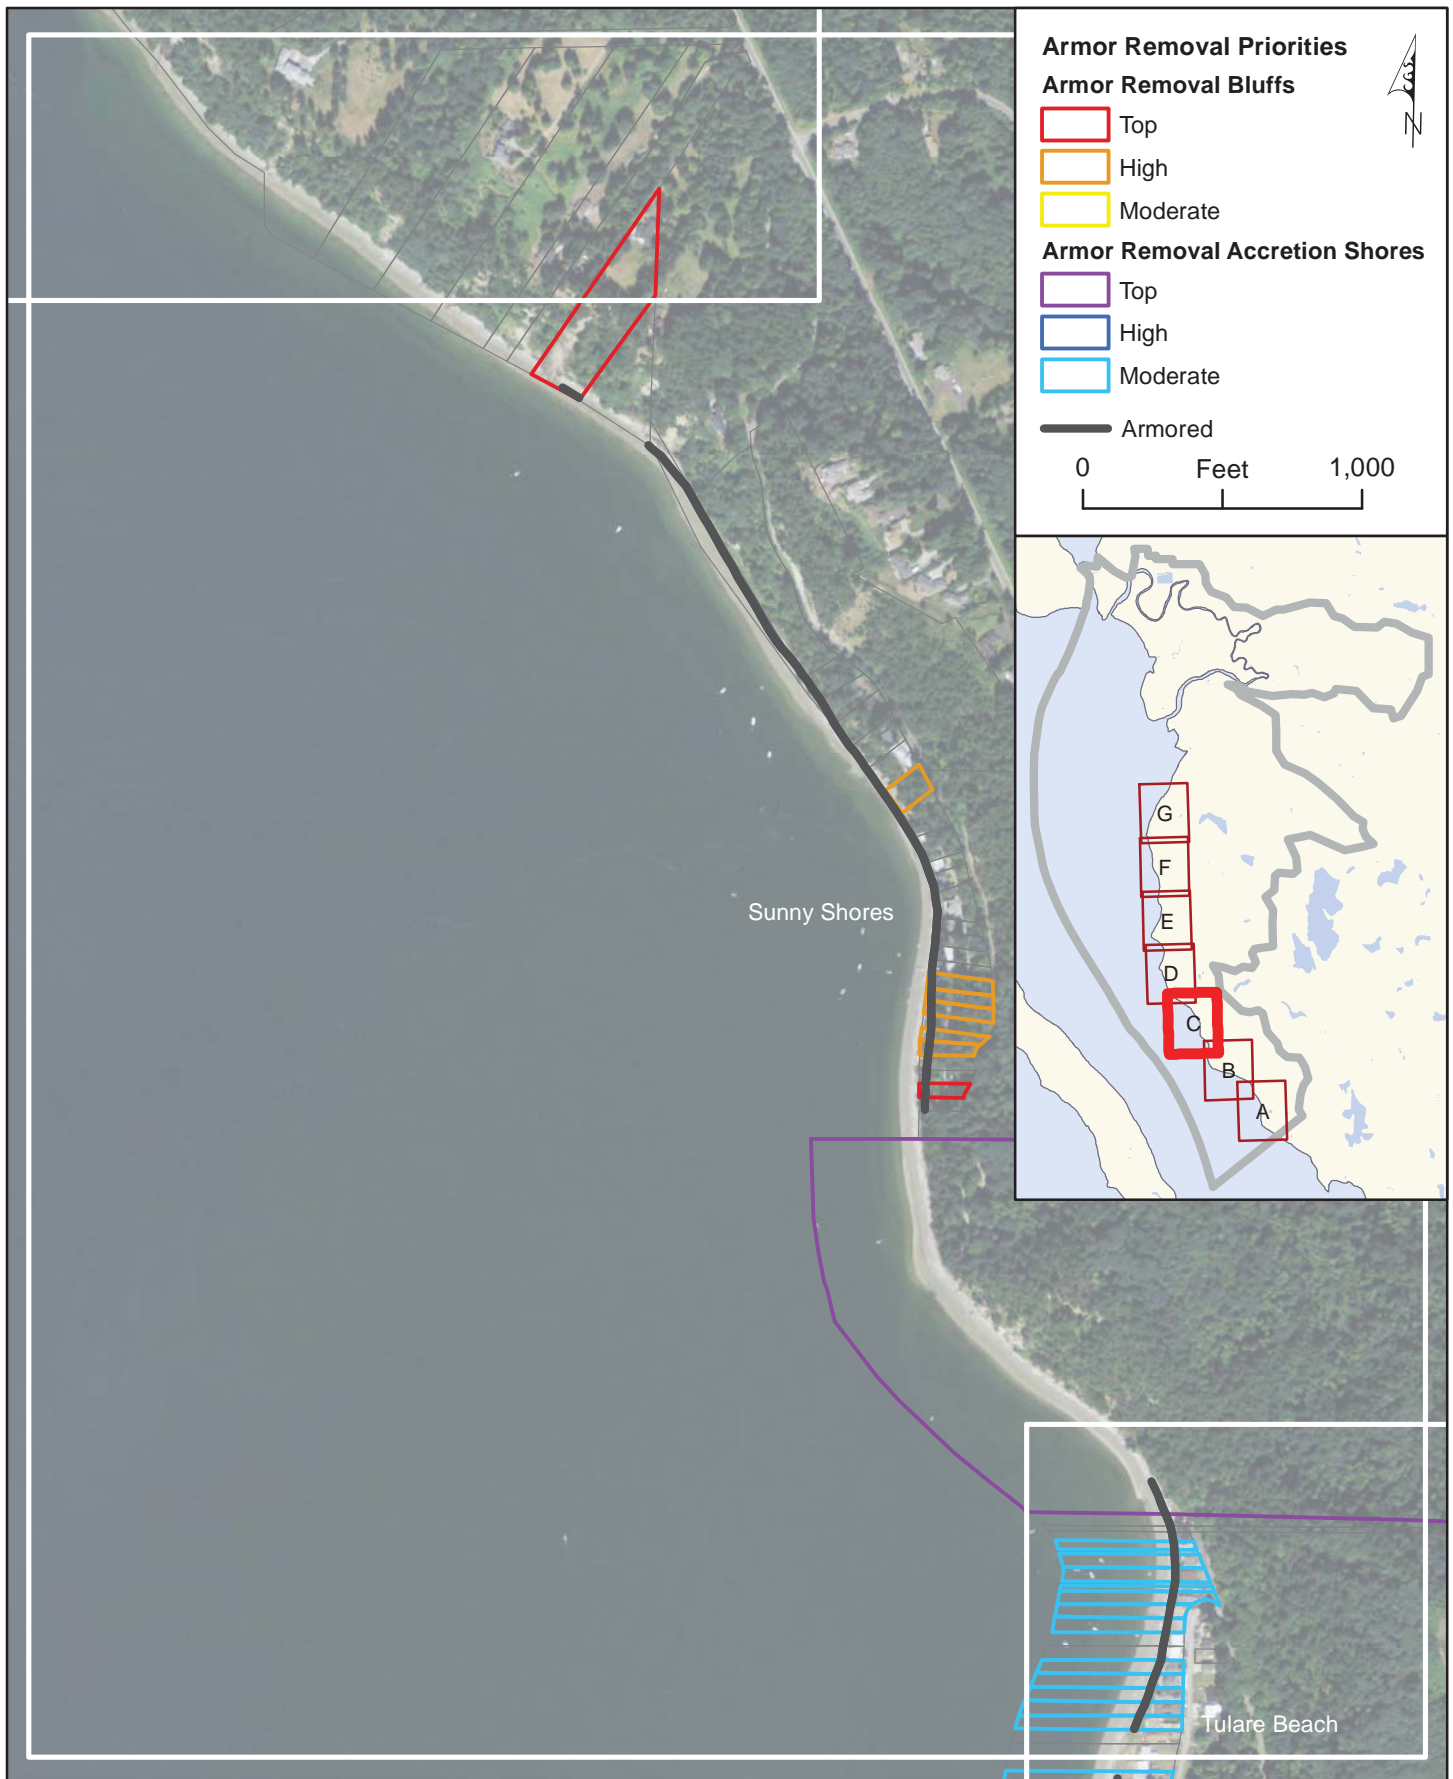 Armor Removal Priorities
Armor Removal Bluffs
Top
High
Moderate
Armor Removal Accretion Shores
Top
High
Moderate
Armored
0 Feet 1,000
N
G
F
E
D
C
B
A
Sunny Shores
Tulare Beach